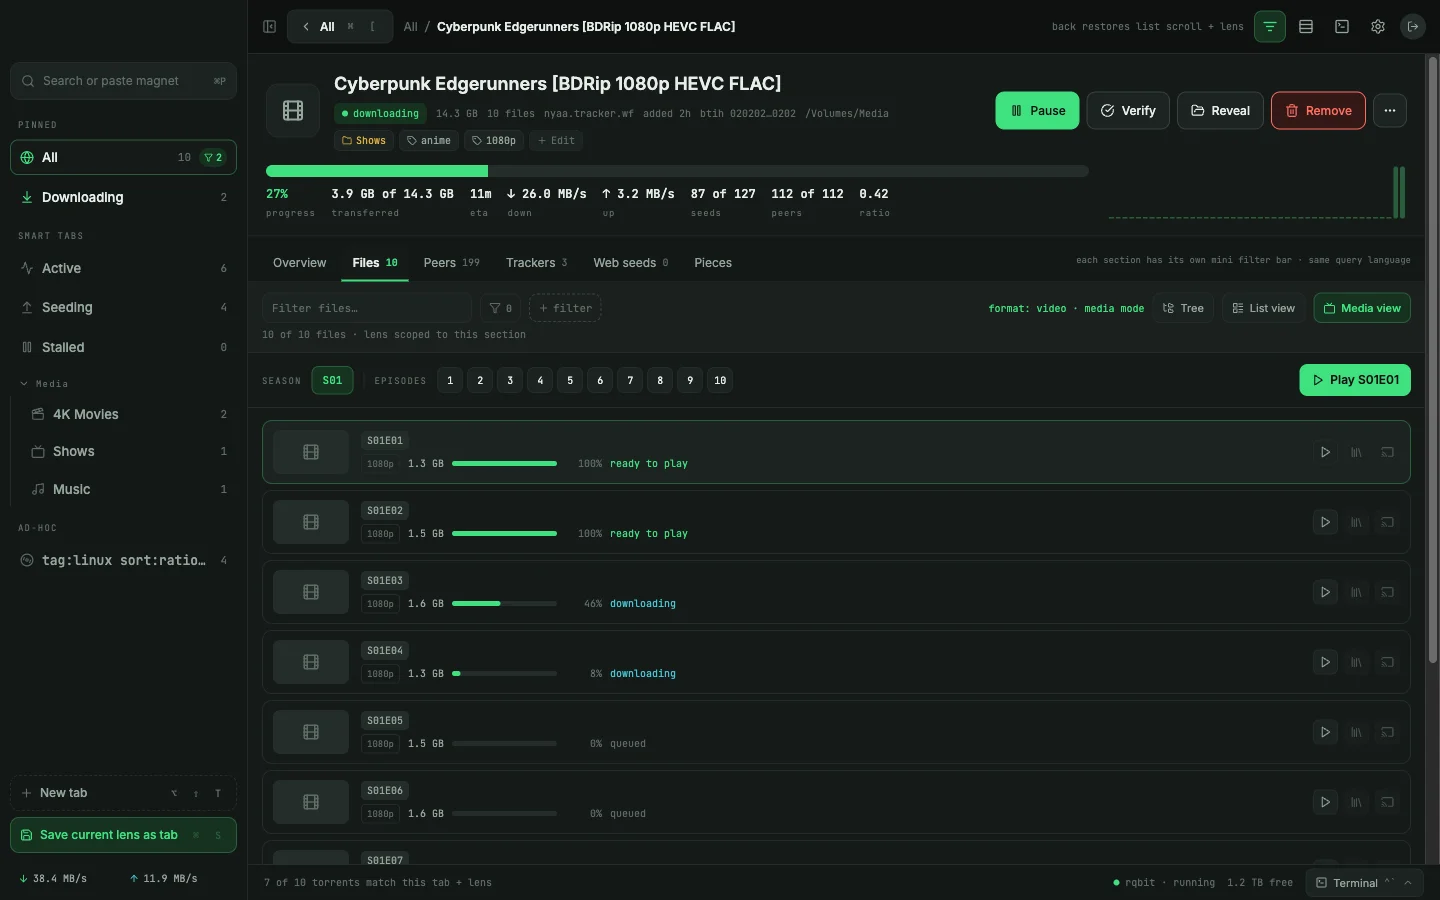 All ⌘ [
All / Cyberpunk Edgerunners [BDRip 1080p HEVC FLAC]
back restores list scroll + lens
Search or paste magnet ⌘P
PINNED
All 10 2
Downloading 2
SMART TABS
Active 6
Seeding 4
Stalled 0
Media
4K Movies 2
Shows 1
Music 1
AD-HOC
tag:linux sort:ratio… 4
New tab ⌥ ⇧ T
Save current lens as tab ⌘ S
↓ 38.4 MB/s ↑ 11.9 MB/s
Cyberpunk Edgerunners [BDRip 1080p HEVC FLAC]
downloading 14.3 GB 10 files nyaa.tracker.wf added 2h btih 020202…0202 /Volumes/Media
Shows anime 1080p + Edit
Pause Verify Reveal Remove ···
27% 3.9 GB of 14.3 GB 11m ↓ 26.0 MB/s ↑ 3.2 MB/s 87 of 127 112 of 112 0.42
progress transferred eta down up seeds peers ratio
Overview Files 10 Peers 199 Trackers 3 Web seeds 0 Pieces
each section has its own mini filter bar · same query language
Filter files… 0 + filter
format: video · media mode Tree List view Media view
10 of 10 files · lens scoped to this section
SEASON S01 EPISODES 1 2 3 4 5 6 7 8 9 10
Play S01E01
S01E01
1080p 1.3 GB 100% ready to play
S01E02
1080p 1.5 GB 100% ready to play
S01E03
1080p 1.6 GB 46% downloading
S01E04
1080p 1.3 GB 8% downloading
S01E05
1080p 1.5 GB 0% queued
S01E06
1080p 1.6 GB 0% queued
S01E07
7 of 10 torrents match this tab + lens
rqbit · running 1.2 TB free Terminal ⌃`